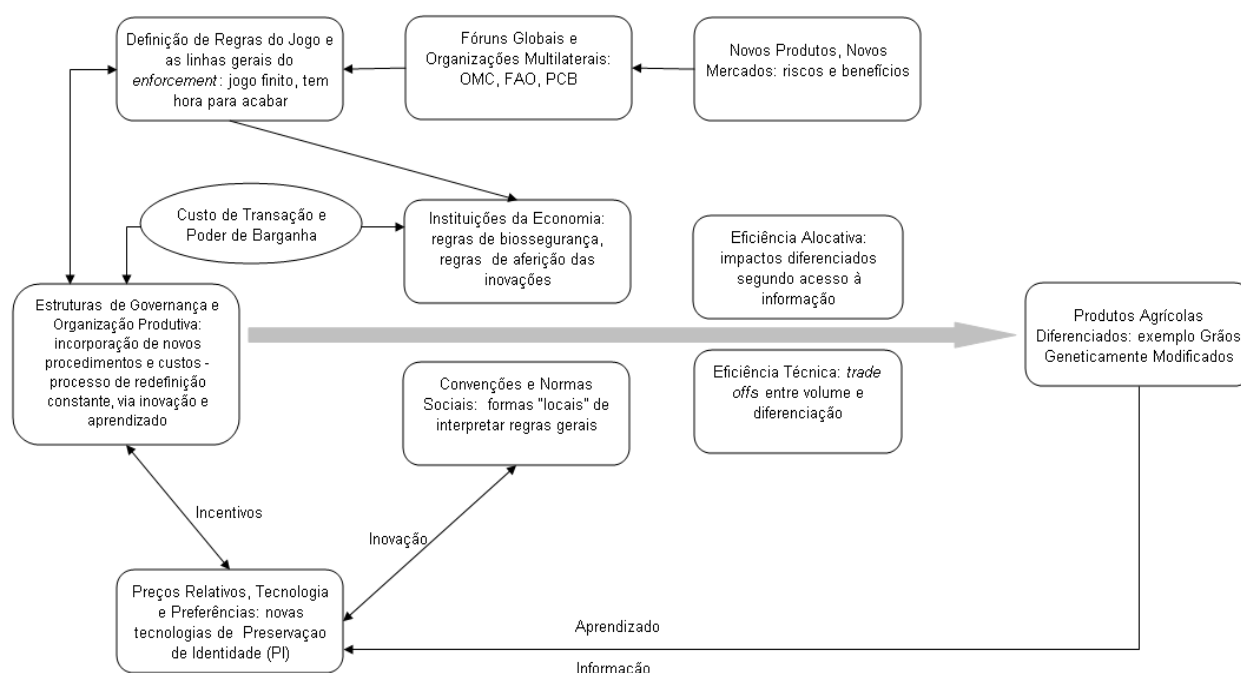 Definição de Regras do Jogo e
as linhas gerais do
enforcement: jogo finito, tem
hora para acabar
Fóruns Globais e
Organizações Multilaterais:
OMC, FAO, PCB
Novos Produtos, Novos
Mercados: riscos e benefícios
Custo de Transação e
Poder de Barganha
Instituições da Economia:
regras de biossegurança,
regras de aferição das
inovações
Eficiência Alocativa:
impactos diferenciados
segundo acesso à
informação
Estruturas de Governança e
Organização Produtiva:
incorporação de novos
procedimentos e custos -
processo de redefinição
constante, via inovação e
aprendizado
Produtos Agrícolas
Diferenciados: exemplo Grãos
Geneticamente Modificados
Convenções e Normas
Sociais: formas "locais" de
interpretar regras gerais
Eficiência Técnica: trade
offs entre volume e
diferenciação
Incentivos
Inovação
Preços Relativos, Tecnologia
e Preferências: novas
tecnologias de Preservaçao
de Identidade (PI)
Aprendizado
Informação